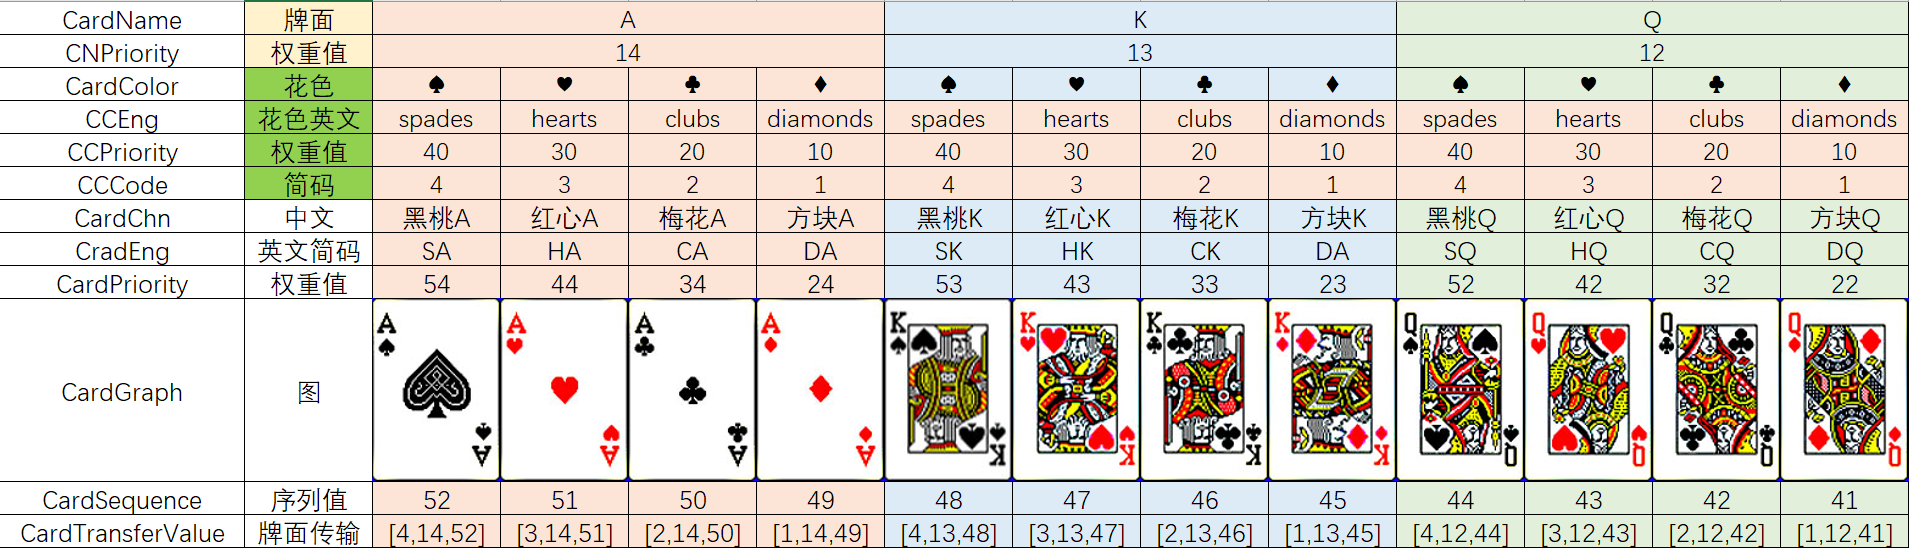 CardName 牌面 A K Q
CNPriority 权重值 14 13 12
CardColor 花色 ♠ ♥ ♣ ♦ ♠ ♥ ♣ ♦ ♠ ♥ ♣ ♦
CCEng 花色英文 spades hearts clubs diamonds spades hearts clubs diamonds spades hearts clubs diamonds
CCPriority 权重值 40 30 20 10 40 30 20 10 40 30 20 10
CCCode 简码 4 3 2 1 4 3 2 1 4 3 2 1
CardChn 中文 黑桃A 红心A 梅花A 方块A 黑桃K 红心K 梅花K 方块K 黑桃Q 红心Q 梅花Q 方块Q
CradEng 英文简码 SA HA CA DA SK HK CK DA SQ HQ CQ DQ
CardPriority 权重值 54 44 34 24 53 43 33 23 52 42 32 22
A A A A K K K K Q Q Q Q
CardGraph 图
A A A A K K K K Q Q Q Q
CardSequence 序列值 52 51 50 49 48 47 46 45 44 43 42 41
CardTransferValue 牌面传输 [4,14,52] [3,14,51] [2,14,50] [1,14,49] [4,13,48] [3,13,47] [2,13,46] [1,13,45] [4,12,44] [3,12,43] [2,12,42] [1,12,41]